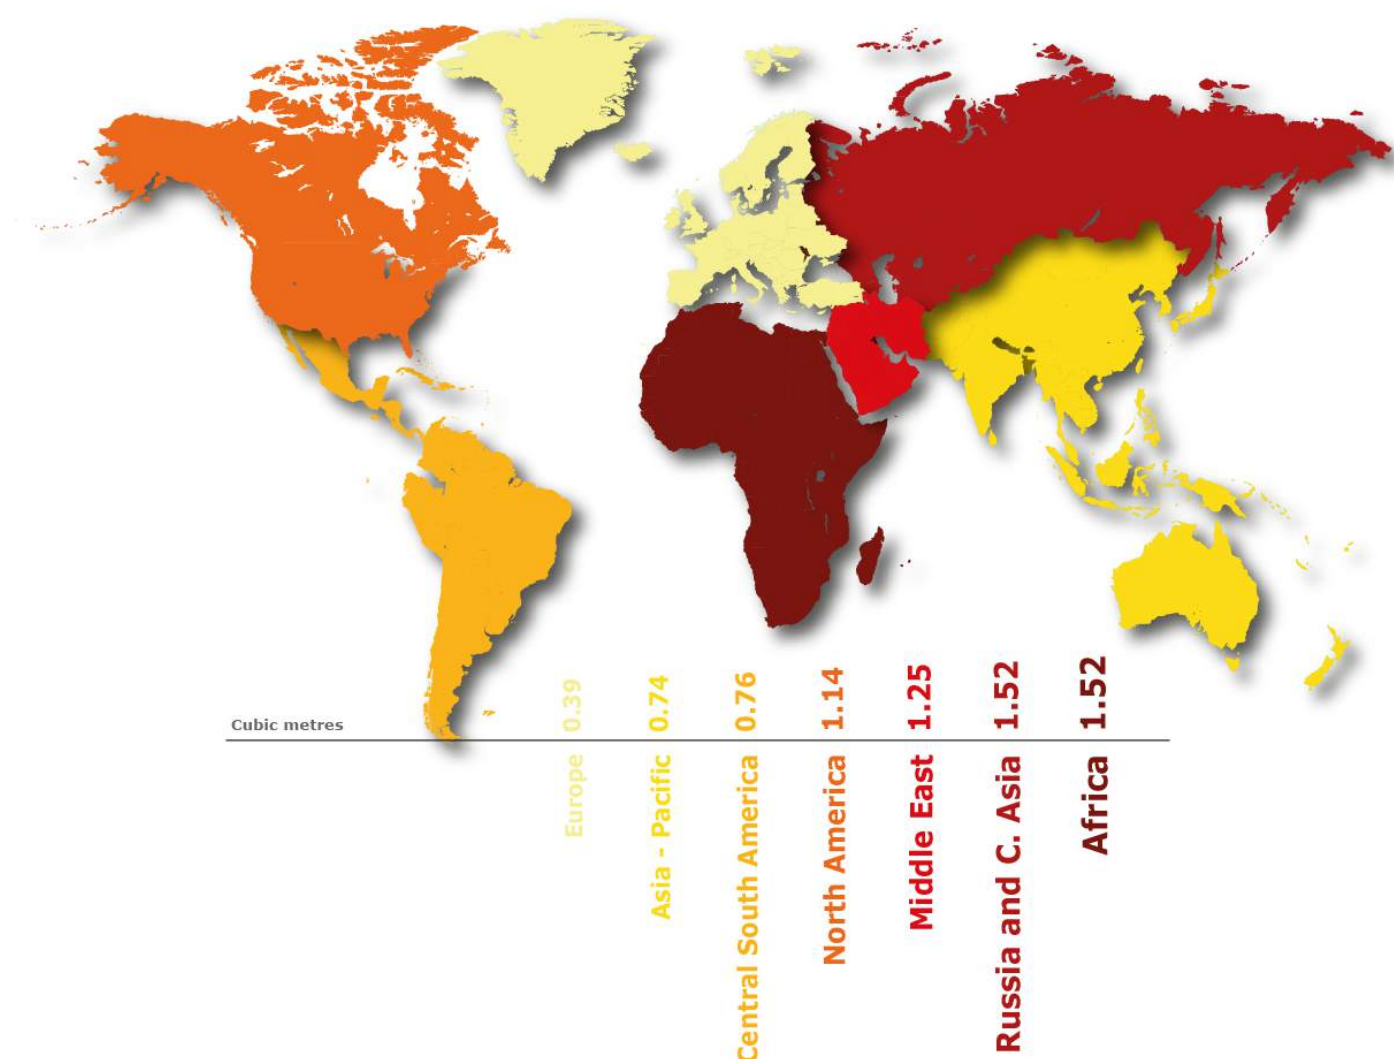 Cubic metres
Europe 0.39
Asia - Pacific 0.74
Central South America 0.76
North America 1.14
Middle East 1.25
Russia and C. Asia 1.52
Africa 1.52